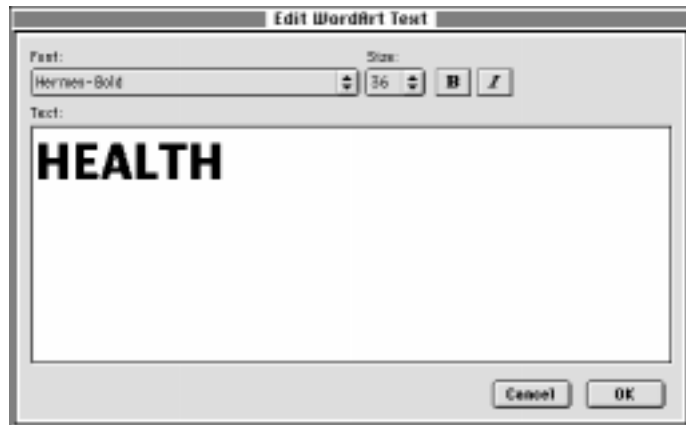 Edit WordArt Text
Font:
Size:
Hermes-Bold
36
B
I
Text:
HEALTH
Cancel
OK